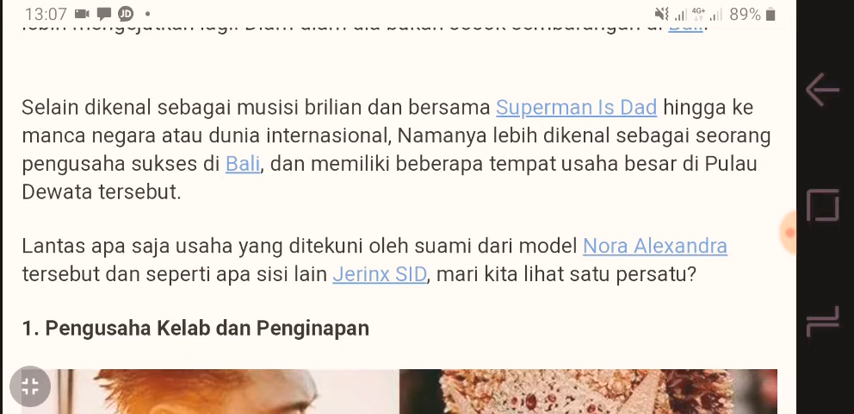 13:07
JD
4G+
89%
Selain dikenal sebagai musisi brilian dan bersama Superman Is Dad hingga ke
manca negara atau dunia internasional, Namanya lebih dikenal sebagai seorang
pengusaha sukses di Bali, dan memiliki beberapa tempat usaha besar di Pulau
Dewata tersebut.
Lantas apa saja usaha yang ditekuni oleh suami dari model Nora Alexandra
tersebut dan seperti apa sisi lain Jerinx SID, mari kita lihat satu persatu?
1. Pengusaha Kelab dan Penginapan